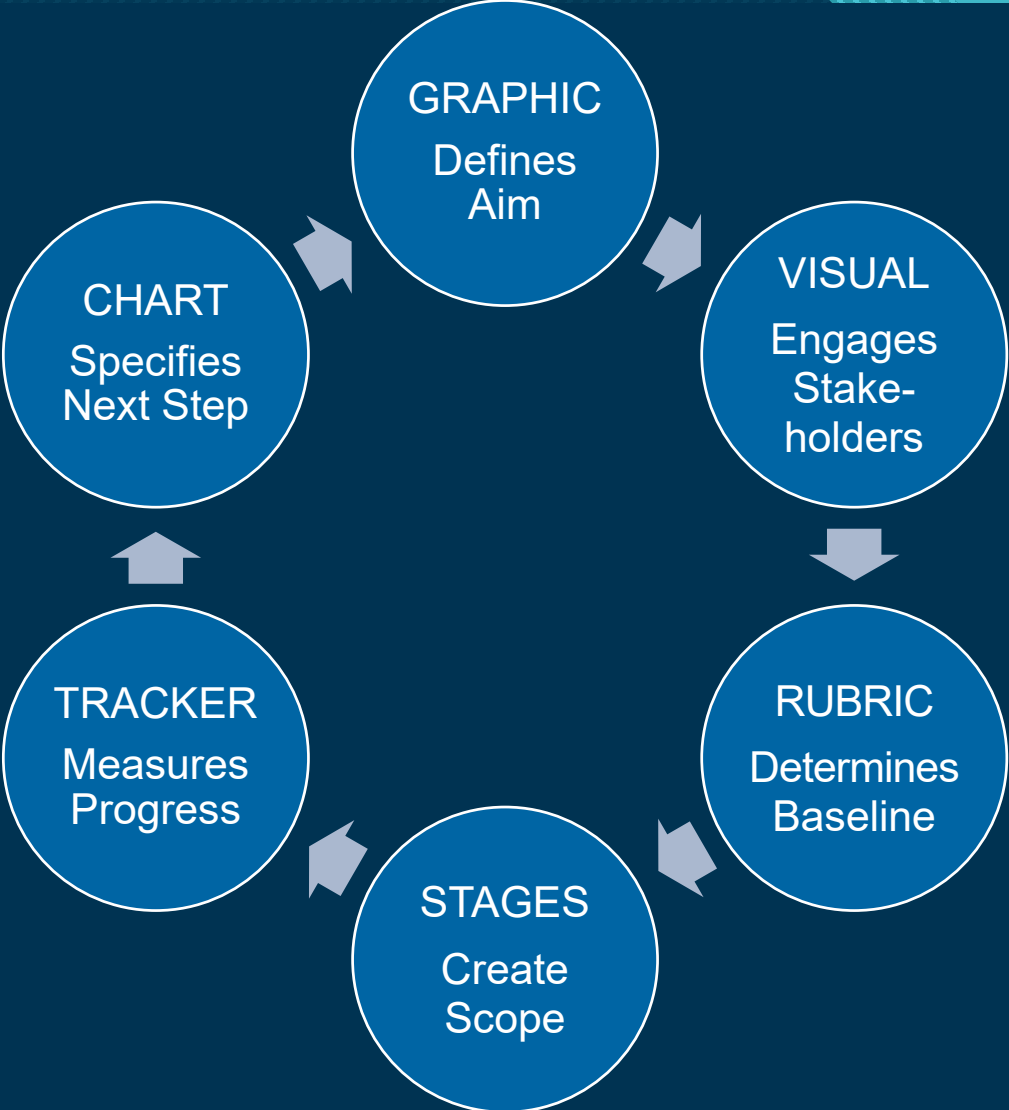 GRAPHIC
Defines
Aim
VISUAL
Engages
Stake-
holders
RUBRIC
Determines
Baseline
STAGES
Create
Scope
TRACKER
Measures
Progress
CHART
Specifies
Next Step